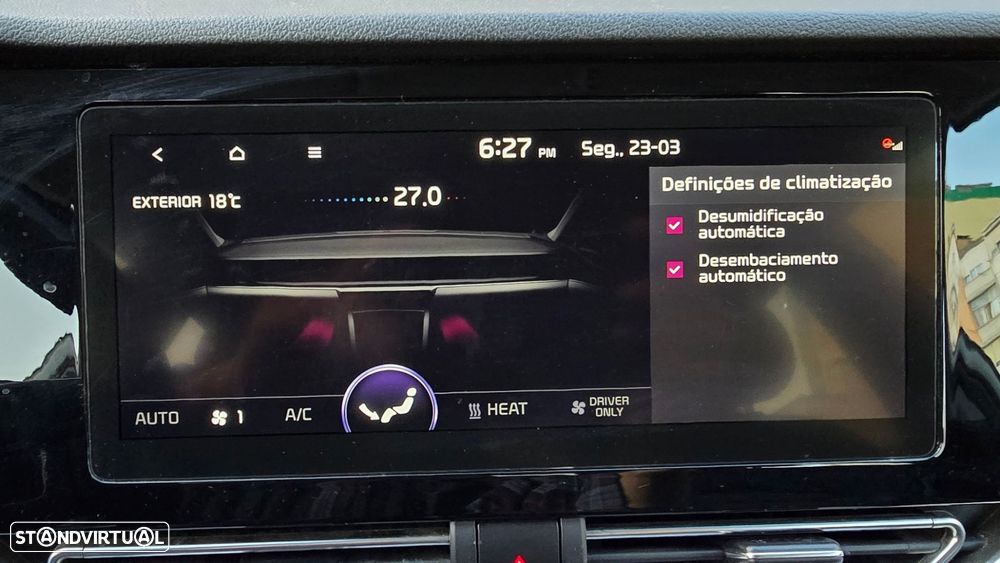 6:27 PM Seg., 23-03
EXTERIOR 18℃
27.0
Definições de climatização
Desumidificação
automática
Desembaciamento
automático
AUTO
1
A/C
HEAT
DRIVER
ONLY
STANDVIRTUAL